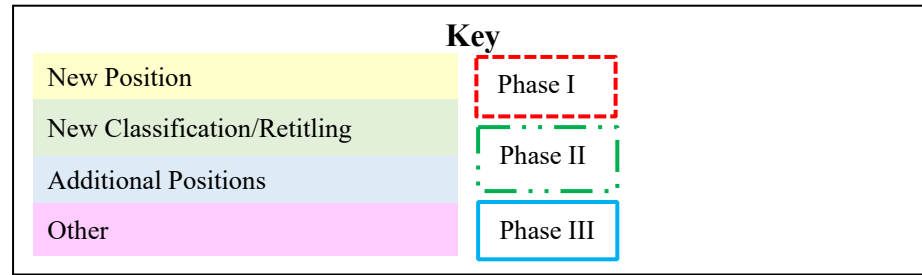 Key
New Position
Phase I
New Classification/Retitling
Phase II
Additional Positions
Other
Phase III